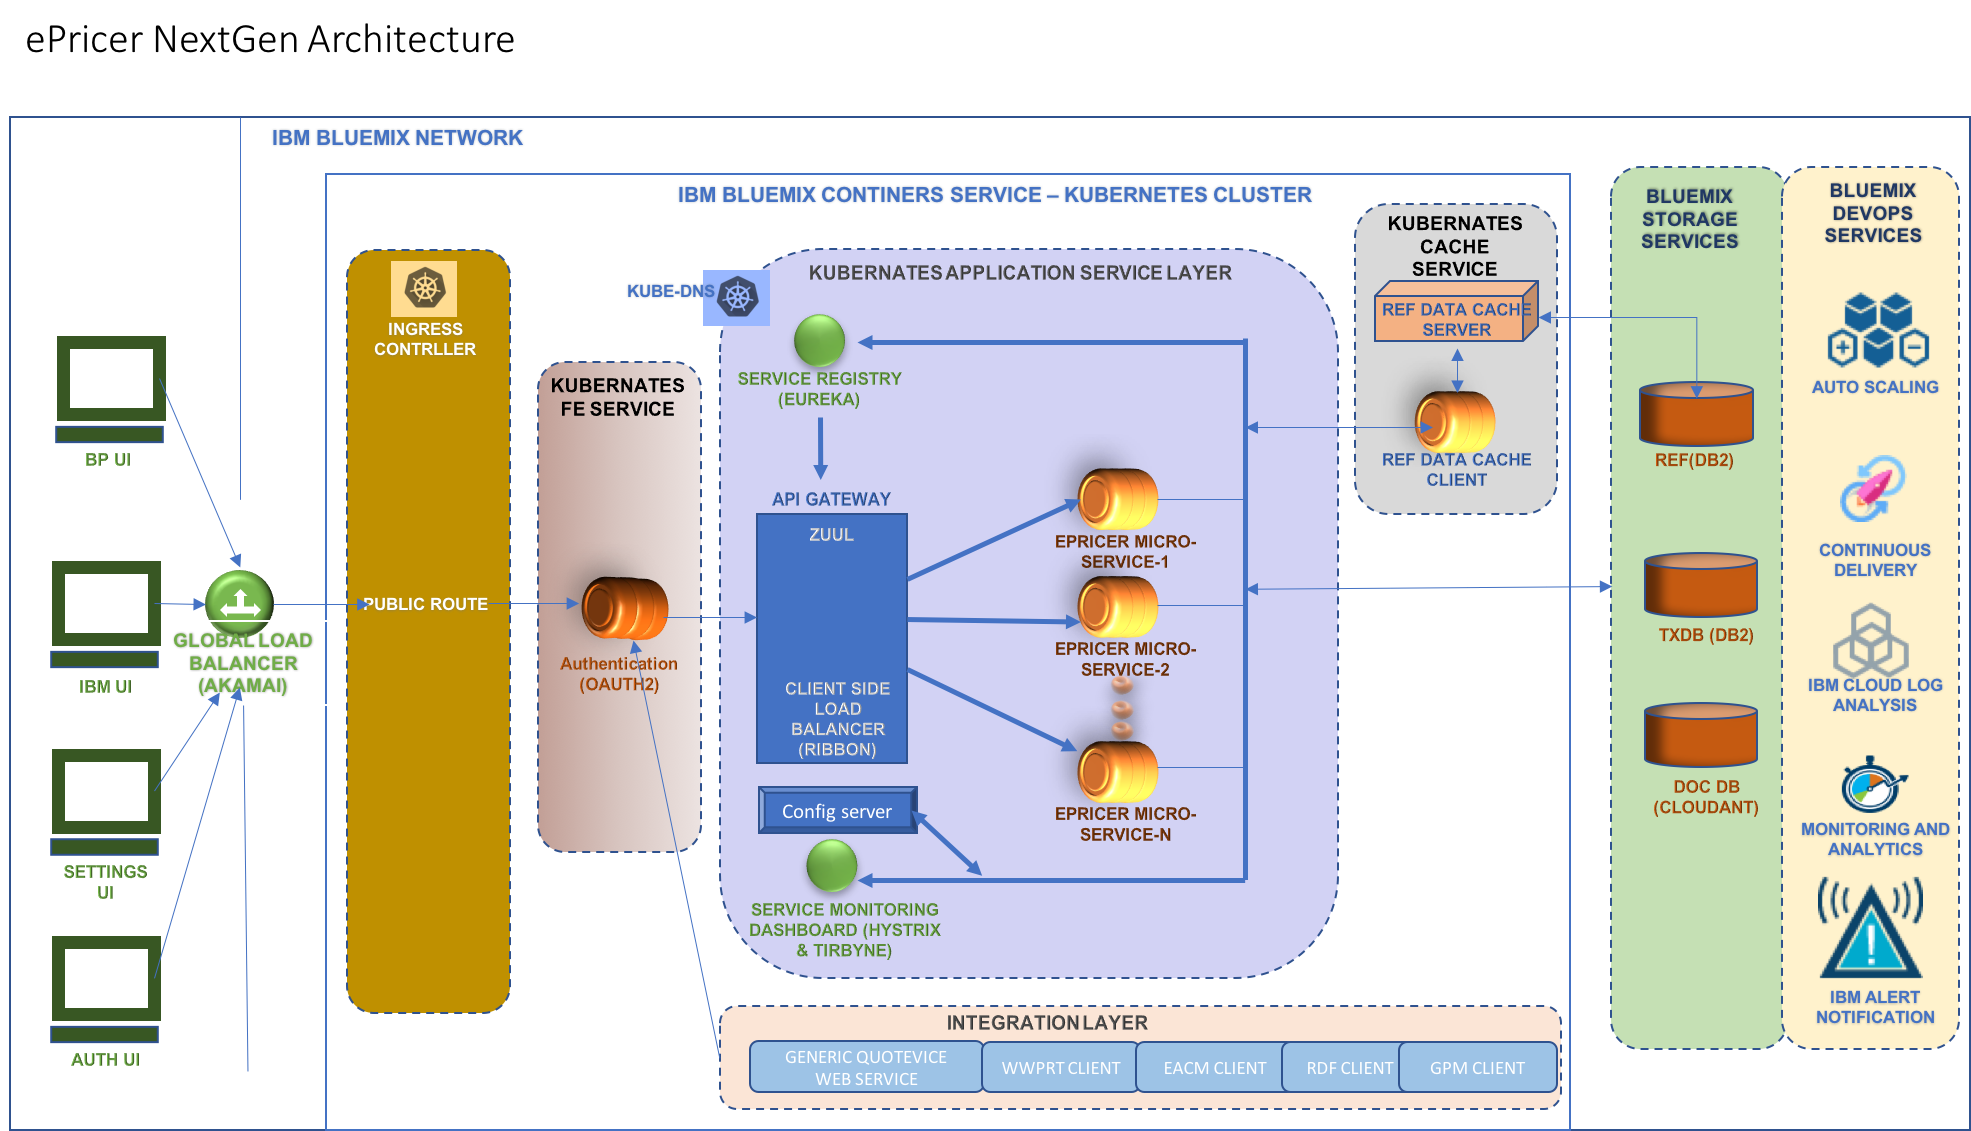 ePricer NextGen Architecture
IBM BLUEMIX NETWORK
IBM BLUEMIX CONTINERS SERVICE – KUBERNETES CLUSTER
BP UI
IBM UI
SETTINGS
UI
AUTH UI
GLOBAL LOAD
BALANCER
(AKAMAI)
INGRESS
CONTRLLER
PUBLIC ROUTE
KUBERNATES
FE SERVICE
Authentication
(OAUTH2)
KUBE-DNS
KUBERNATES APPLICATION SERVICE LAYER
SERVICE REGISTRY
(EUREKA)
API GATEWAY
ZUUL
CLIENT SIDE
LOAD
BALANCER
(RIBBON)
Config server
SERVICE MONITORING
DASHBOARD (HYSTRIX
& TIRBYNE)
EPRICER MICRO-
SERVICE-1
EPRICER MICRO-
SERVICE-2
EPRICER MICRO-
SERVICE-N
KUBERNATES
CACHE
SERVICE
REF DATA CACHE
SERVER
REF DATA CACHE
CLIENT
INTEGRATION LAYER
GENERIC QUOTEVICE
WEB SERVICE
WWPRT CLIENT
EACM CLIENT
RDF CLIENT
GPM CLIENT
BLUEMIX
STORAGE
SERVICES
REF(DB2)
TXDB (DB2)
DOC DB
(CLOUDANT)
BLUEMIX
DEVOPS
SERVICES
AUTO SCALING
CONTINUOUS
DELIVERY
IBM CLOUD LOG
ANALYSIS
MONITORING AND
ANALYTICS
IBM ALERT
NOTIFICATION